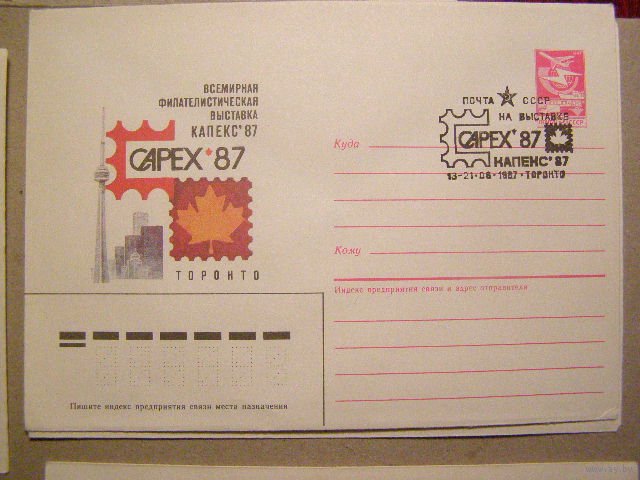 ВСЕМИРНАЯ
ФИЛАТЕЛИСТИЧЕСКАЯ
ВЫСТАВКА
КАПЕКС'87
CAPEX 87
ТОРОНТО
ПОЧТА СССР
НА ВЫСТАВКЕ
CAPEX 87
КАПЕКС'87
13-21·06·1987·ТОРОНТО
Куда
Кому
Индекс предприятия связи и адрес отправителя
Пишите индекс предприятия связи места назначения